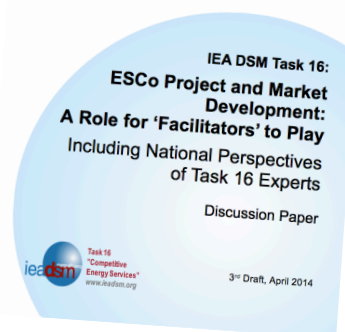 IEA DSM Task 16:
ESCo Project and Market
Development:
A Role for ‘Facilitators’ to Play
Including National Perspectives
of Task 16 Experts
Discussion Paper
Task 16
"Competitive
Energy Services"
www.ieadsm.org
ieadsm
3rd Draft, April 2014